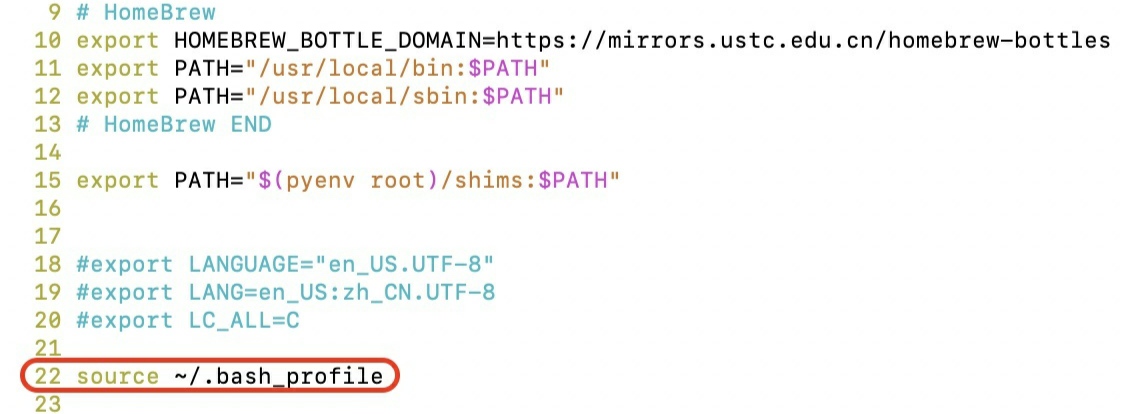 9 # HomeBrew
10 export HOMEBREW_BOTTLE_DOMAIN=https://mirrors.ustc.edu.cn/homebrew-bottles
11 export PATH="/usr/local/bin:$PATH"
12 export PATH="/usr/local/sbin:$PATH"
13 # HomeBrew END
14
15 export PATH="$(pyenv root)/shims:$PATH"
16
17
18 #export LANGUAGE="en_US.UTF-8"
19 #export LANG=en_US:zh_CN.UTF-8
20 #export LC_ALL=C
21
22 source ~/.bash_profile
23